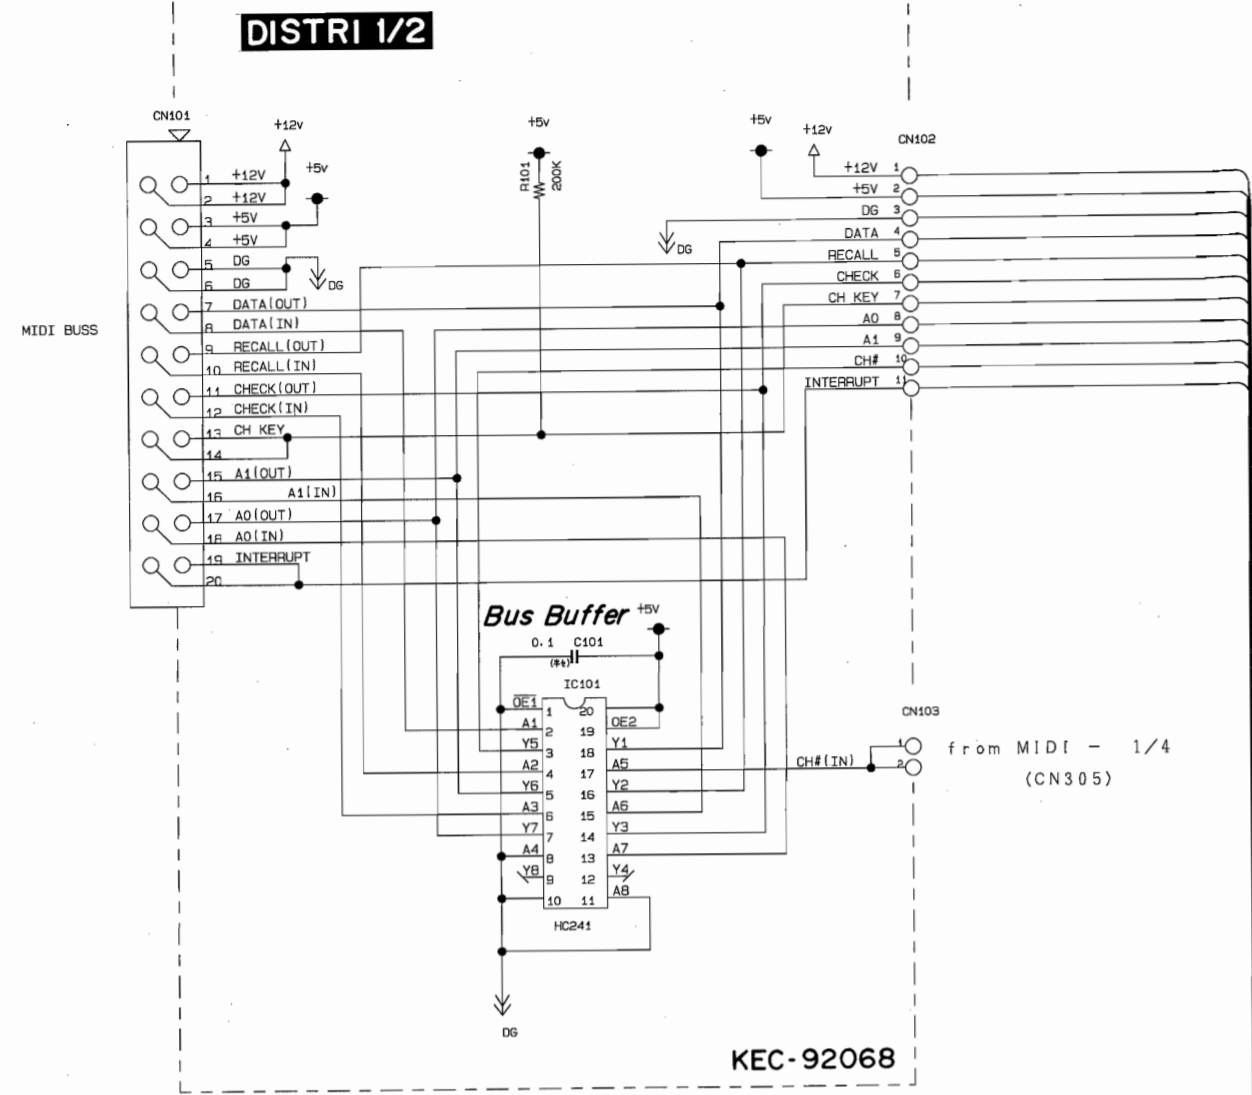 DISTRI 1/2
CN101
+12v
+5v
+5v
+5v
+12v
CN102
R101
200K
1 +12V
2 +12V
3 +5V
4 +5V
5 DG
6 DG
DG
7 DATA(OUT)
8 DATA(IN)
9 RECALL(OUT)
10 RECALL(IN)
11 CHECK(OUT)
12 CHECK(IN)
13 CH KEY
14
15 A1(OUT)
16 A1(IN)
17 A0(OUT)
18 A0(IN)
19 INTERRUPT
20
MIDI BUSS
+12V 1
+5V 2
DG 3
DG
DATA 4
RECALL 5
CHECK 6
CH KEY 7
A0 8
A1 9
CH# 10
INTERRUPT 11
Bus Buffer
+5v
0.1 C101
IC101
OE1 1 20
A1 2 19 OE2
Y5 3 18 Y1
A2 4 17 A5
Y6 5 16 Y2
A3 6 15 A6
Y7 7 14 Y3
A4 8 13 A7
Y8 9 12 Y4
10 11 A8
HC241
DG
CN103
CH#(IN)
1
2
from MIDI - 1/4
(CN305)
KEC-92068